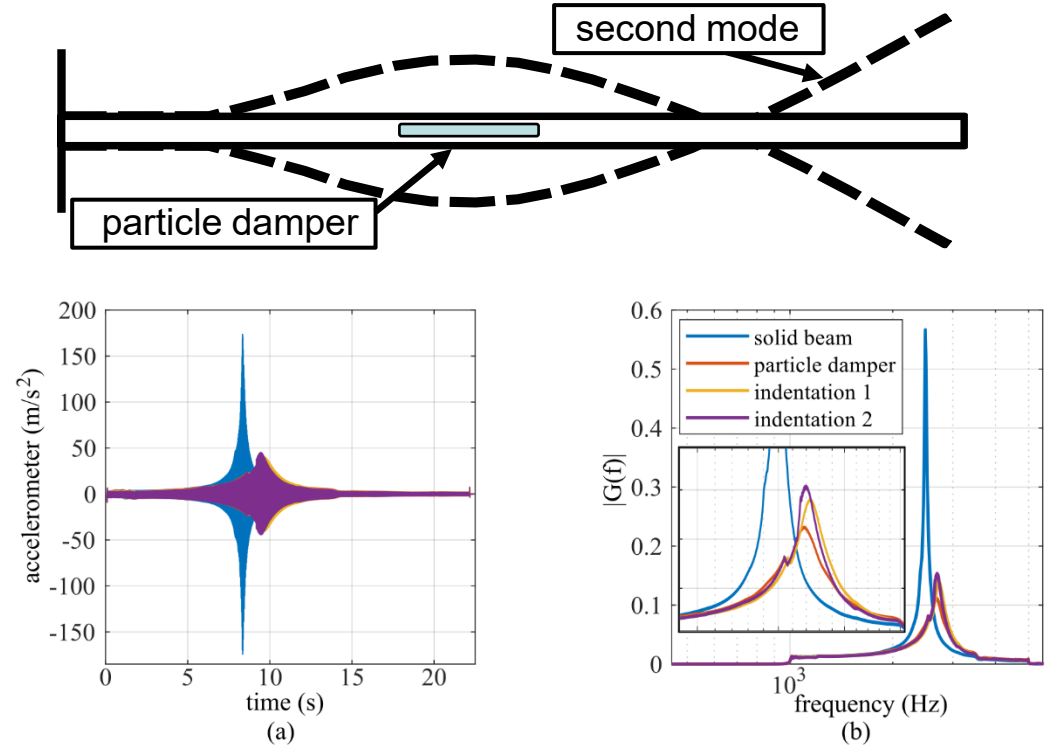 second mode
particle damper
200
150
100
50
0
-50
-100
-150
accelerometer (m/s²)
0 5 10 15 20
time (s)
(a)
0.6
0.5
0.4
0.3
0.2
0.1
0
|G(f)|
solid beam
particle damper
indentation 1
indentation 2
10³
frequency (Hz)
(b)